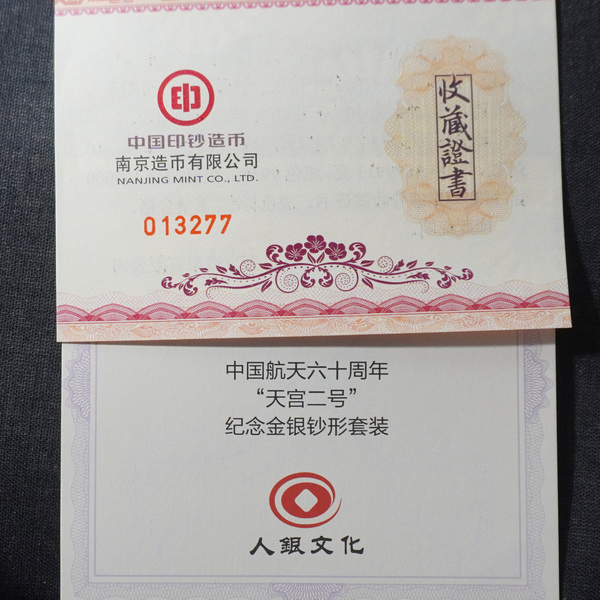 中国印钞造币
南京造币有限公司
NANJING MINT CO., LTD.
013277
收藏證書
中国航天六十周年
“天宫二号”
纪念金银钞形套装
人銀文化